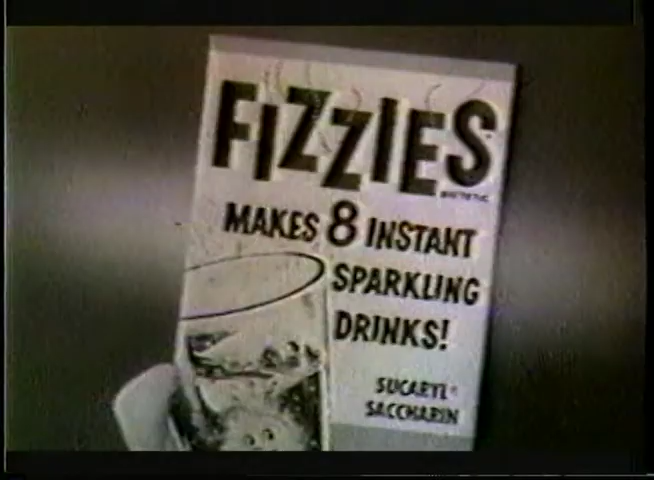 FIZZIES
MAKES 8 INSTANT
SPARKLING
DRINKS!
SUCARYL®
SACCHARIN